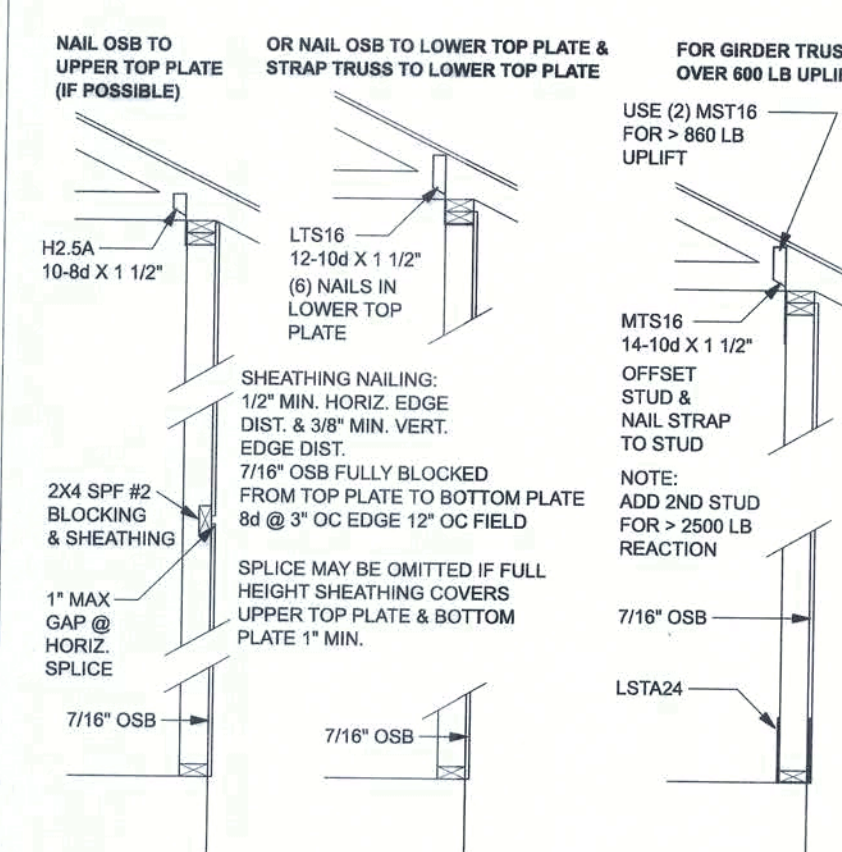 NAIL OSB TO
UPPER TOP PLATE
(IF POSSIBLE)
H2.5A
10-8d X 1 1/2"
2X4 SPF #2
BLOCKING
& SHEATHING
1" MAX
GAP @
HORIZ.
SPLICE
7/16" OSB
OR NAIL OSB TO LOWER TOP PLATE &
STRAP TRUSS TO LOWER TOP PLATE
LTS16
12-10d X 1 1/2"
(6) NAILS IN
LOWER TOP
PLATE
SHEATHING NAILING:
1/2" MIN. HORIZ. EDGE
DIST. & 3/8" MIN. VERT.
EDGE DIST.
7/16" OSB FULLY BLOCKED
FROM TOP PLATE TO BOTTOM PLATE
8d @ 3" OC EDGE 12" OC FIELD
SPLICE MAY BE OMITTED IF FULL
HEIGHT SHEATHING COVERS
UPPER TOP PLATE & BOTTOM
PLATE 1" MIN.
7/16" OSB
FOR GIRDER TRUS
OVER 600 LB UPLI
USE (2) MST16
FOR > 860 LB
UPLIFT
MTS16
14-10d X 1 1/2"
OFFSET
STUD &
NAIL STRAP
TO STUD
NOTE:
ADD 2ND STUD
FOR > 2500 LB
REACTION
7/16" OSB
LSTA24